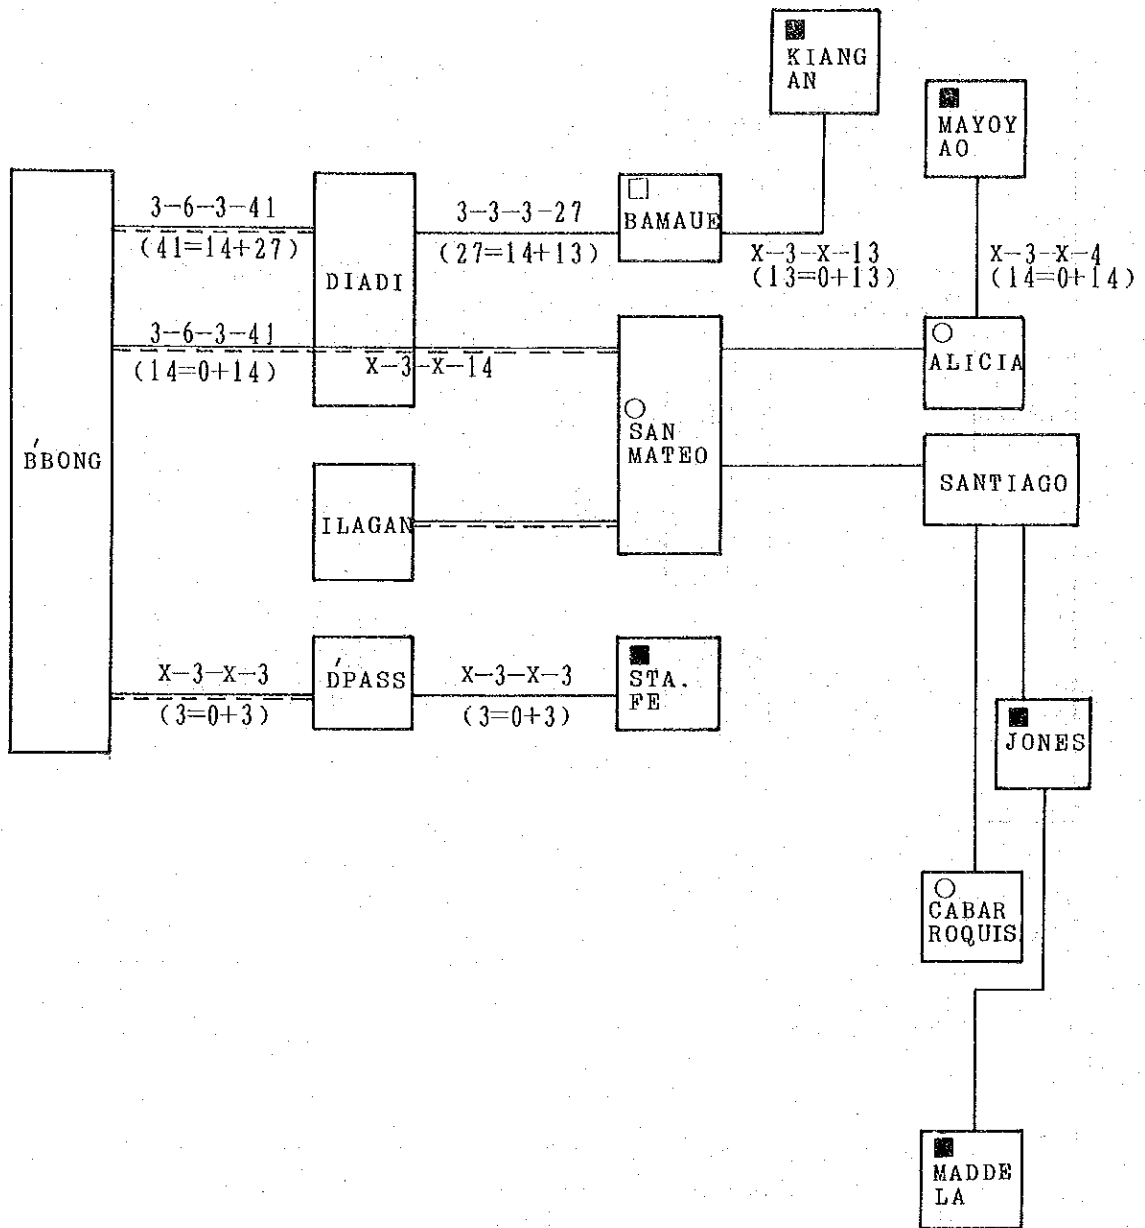 KIANG
AN
MAYOY
AO
3-6-3-41
(41=14+27)
3-3-3-27
(27=14+13)
BAMAUE
X-3-X-13
(13=0+13)
X-3-X-4
(14=0+14)
DIADI
3-6-3-41
(14=0+14)
X-3-X-14
ALICIA
B́BONG
SAN
MATEO
SANTIAGO
ILAGAN
X-3-X-3
(3=0+3)
D́PASS
X-3-X-3
(3=0+3)
STA.
FE
JONES
CABAR
ROQUIS
MADDE
LA